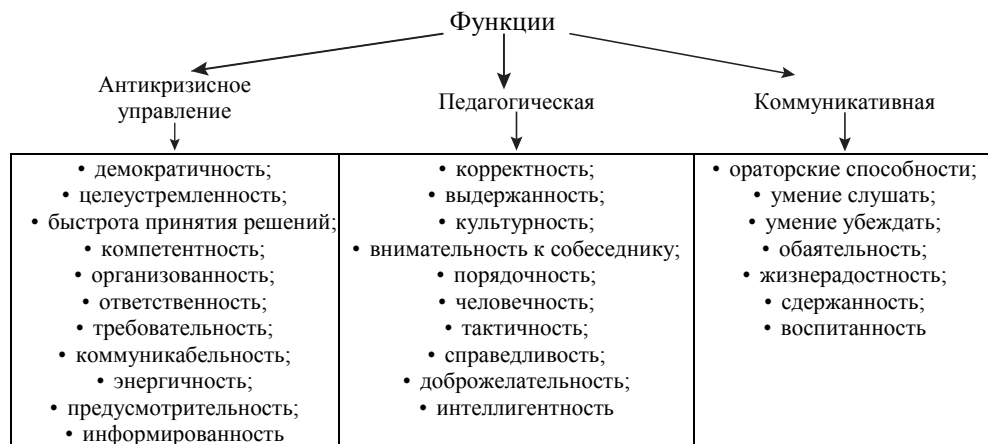 Функции
Антикризисное
управление
Педагогическая
Коммуникативная
• демократичность;
• целеустремленность;
• быстрота принятия решений;
• компетентность;
• организованность;
• ответственность;
• требовательность;
• коммуникабельность;
• энергичность;
• предусмотрительность;
• информированность
• корректность;
• выдержанность;
• культурность;
• внимательность к собеседнику;
• порядочность;
• человечность;
• тактичность;
• справедливость;
• доброжелательность;
• интеллигентность
• ораторские способности;
• умение слушать;
• умение убеждать;
• обаятельность;
• жизнерадостность;
• сдержанность;
• воспитанность